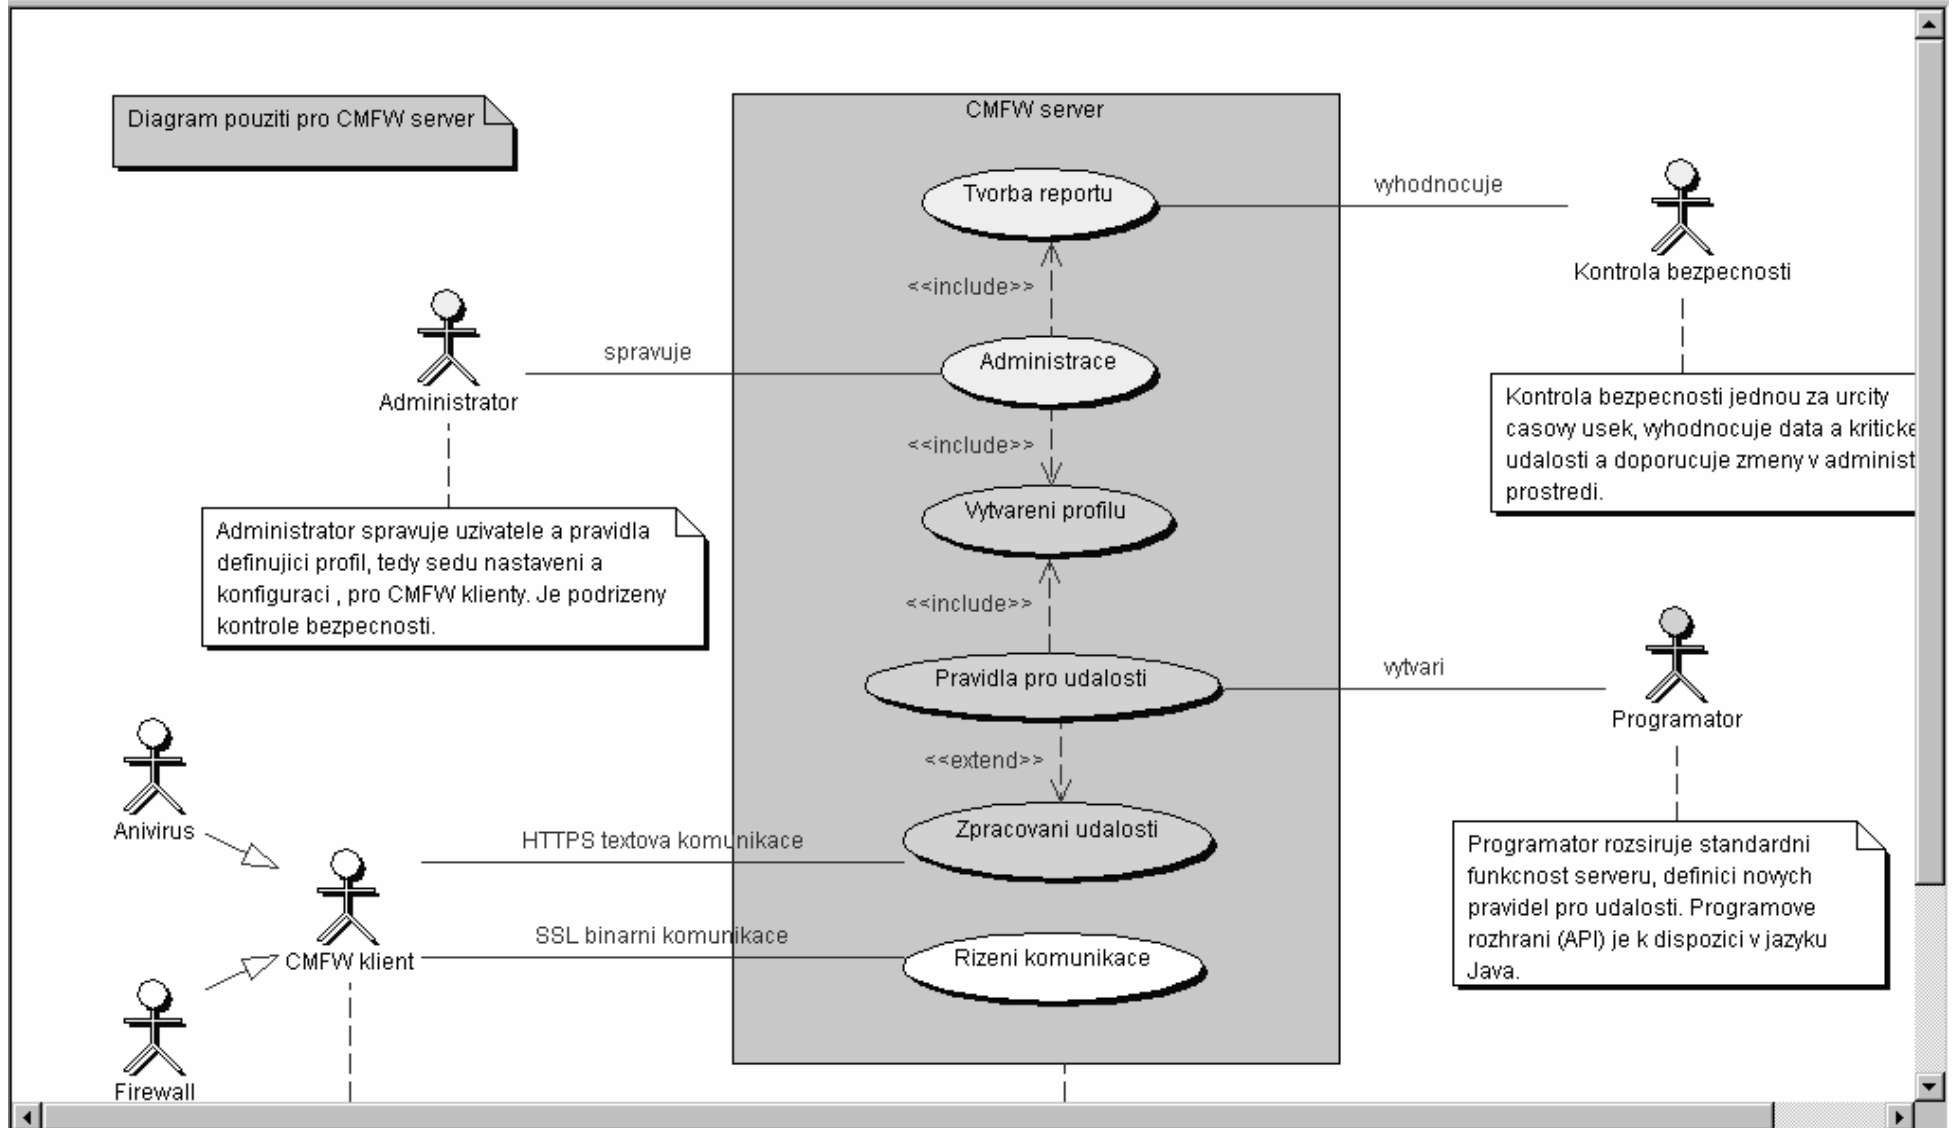 Diagram pouziti pro CMFW server
CMFW server
Tvorba reportu
vyhodnocuje
Kontrola bezpecnosti
<<include>>
Administrator
spravuje
Administrace
Kontrola bezpecnosti jednou za urcity
casovy usek, vyhodnocuje data a kriticke
udalosti a doporucuje zmeny v administ
prostredi.
<<include>>
Vytvareni profilu
Administrator spravuje uzivatele a pravidla
definujici profil, tedy sedu nastaveni a
konfiguraci , pro CMFW klienty. Je podrizeny
kontrole bezpecnosti.
<<include>>
Pravidla pro udalosti
vytvari
Programator
<<extend>>
Anivirus
HTTPS textova komunikace
Zpracovani udalosti
Programator rozsiruje standardni
funkcnost serveru, definici novych
pravidel pro udalosti. Programove
rozhrani (API) je k dispozici v jazyku
Java.
CMFW klient
SSL binarni komunikace
Rizeni komunikace
Firewall